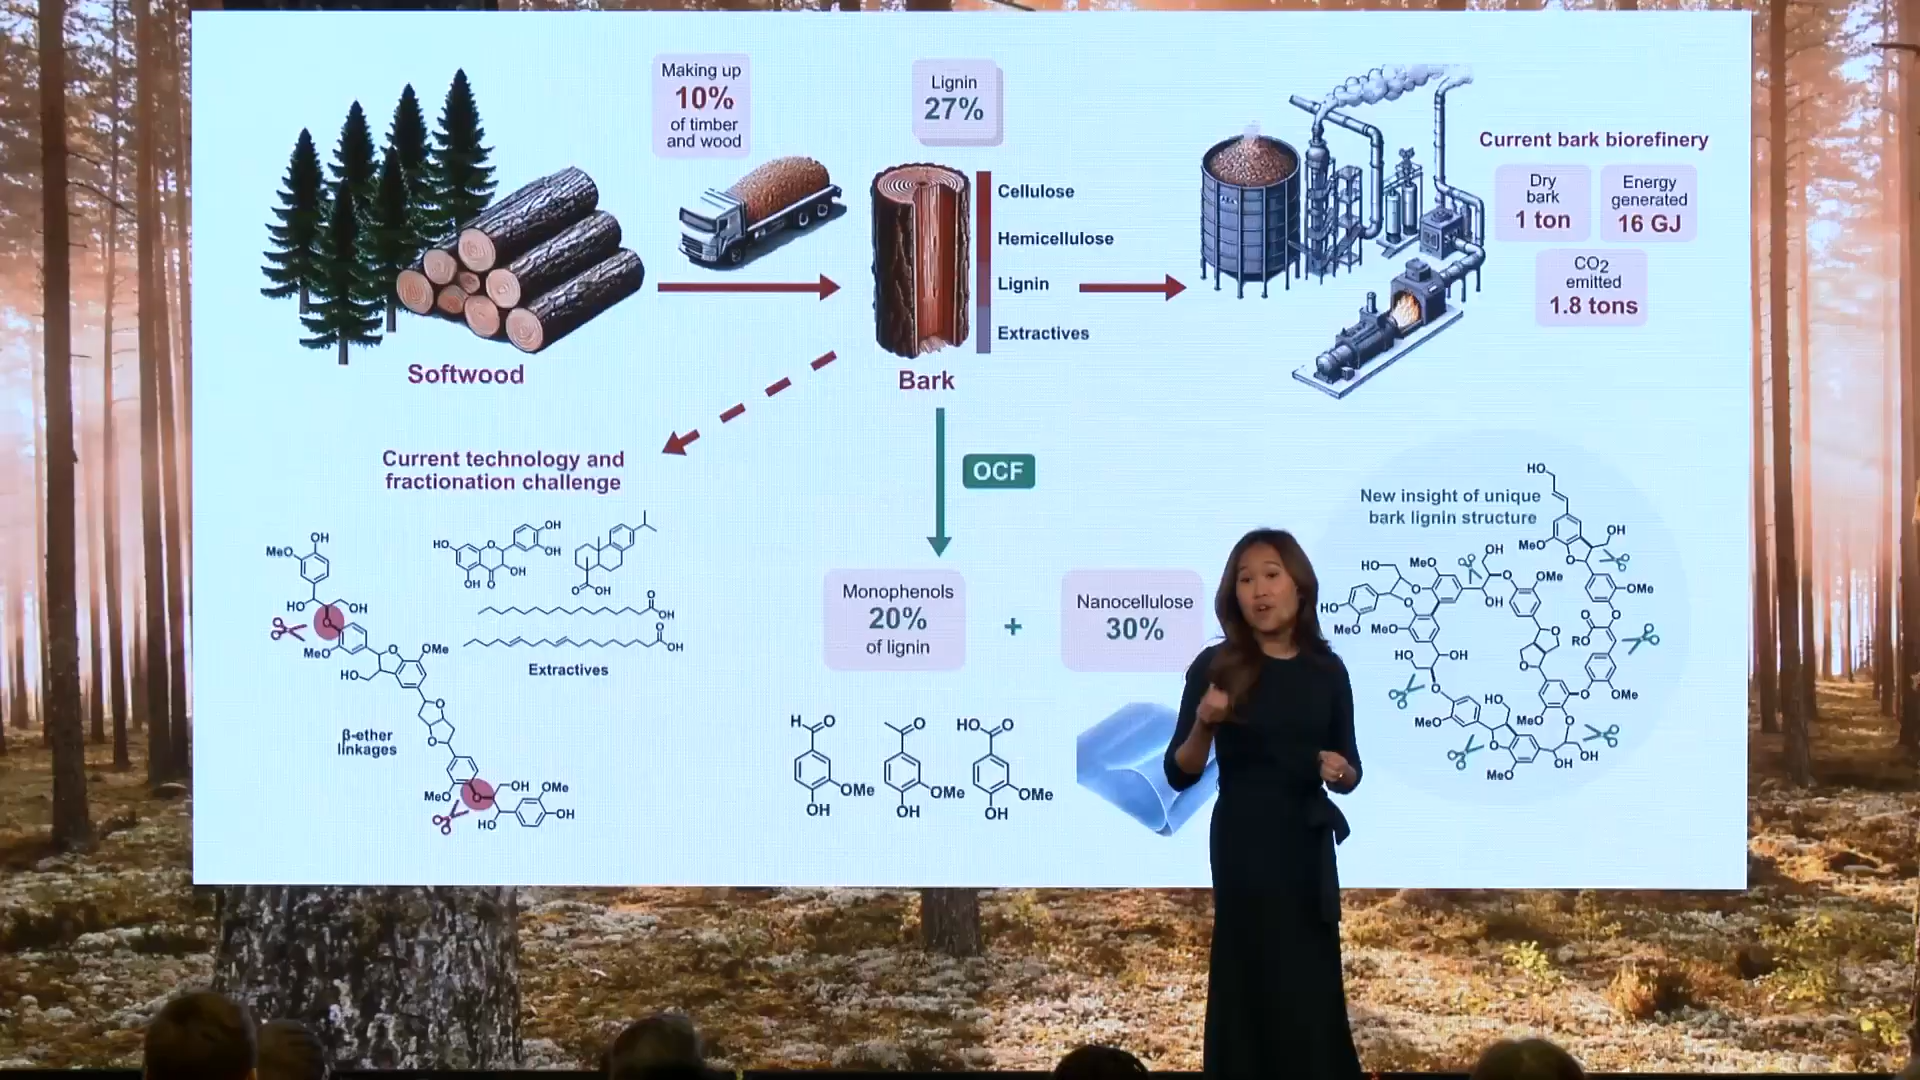 Making up
10%
of timber
and wood
Lignin
27%
Cellulose
Hemicellulose
Lignin
Extractives
Current bark biorefinery
Dry
bark
1 ton
Energy
generated
16 GJ
CO2
emitted
1.8 tons
Softwood
Bark
Current technology and
fractionation challenge
OCF
New insight of unique
bark lignin structure
OH
MeO
HO
OH
O
MeO
O
OMe
HO
O
O
MeO
O
OH
OMe
HO
OH
β-ether
linkages
HO
O
OH
OH
OH
OH
O
O
OH
O
OH
O
OH
Extractives
Monophenols
20%
of lignin
+
Nanocellulose
30%
H
O
OMe
OH
O
OMe
OH
HO
O
OMe
OH
HO
OH
MeO
O
OMe
O
O
RO
OMe
O
HO
MeO
OH
O
OMe
O
O
OH
HO
MeO
MeO
HO
OH
O
O
O
HO
MeO
MeO
O
O
OH
OH
MeO